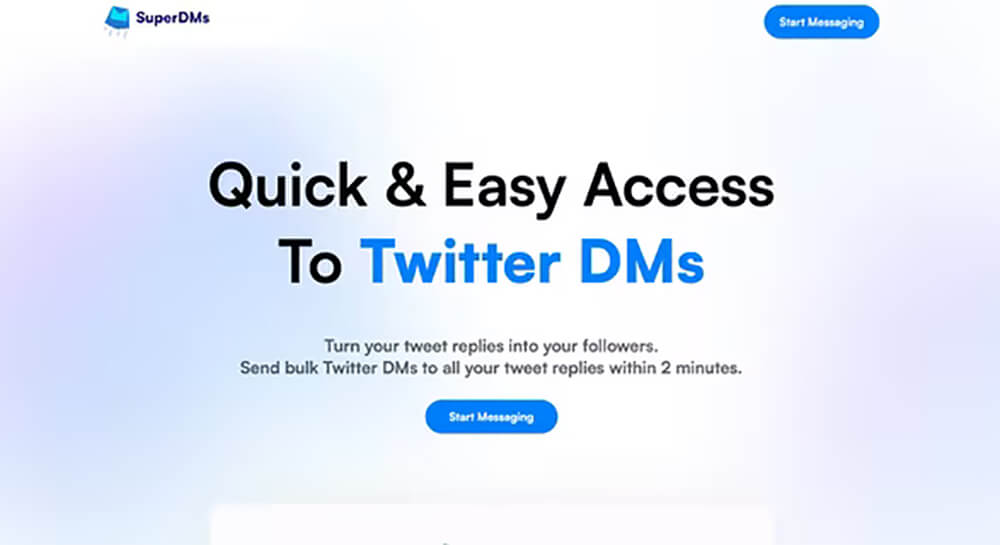 SuperDMs
Start Messaging
Quick & Easy Access
To Twitter DMs
Turn your tweet replies into your followers.
Send bulk Twitter DMs to all your tweet replies within 2 minutes.
Start Messaging